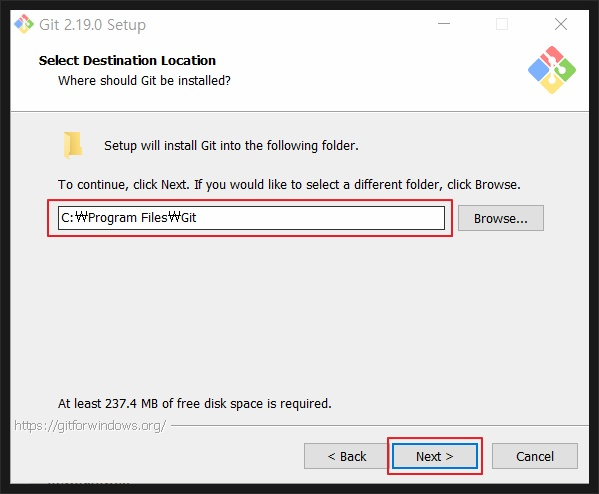 Git 2.19.0 Setup
Select Destination Location
Where should Git be installed?
Setup will install Git into the following folder.
To continue, click Next. If you would like to select a different folder, click Browse.
C:₩Program Files₩Git
Browse...
At least 237.4 MB of free disk space is required.
https://gitforwindows.org/
< Back
Next >
Cancel